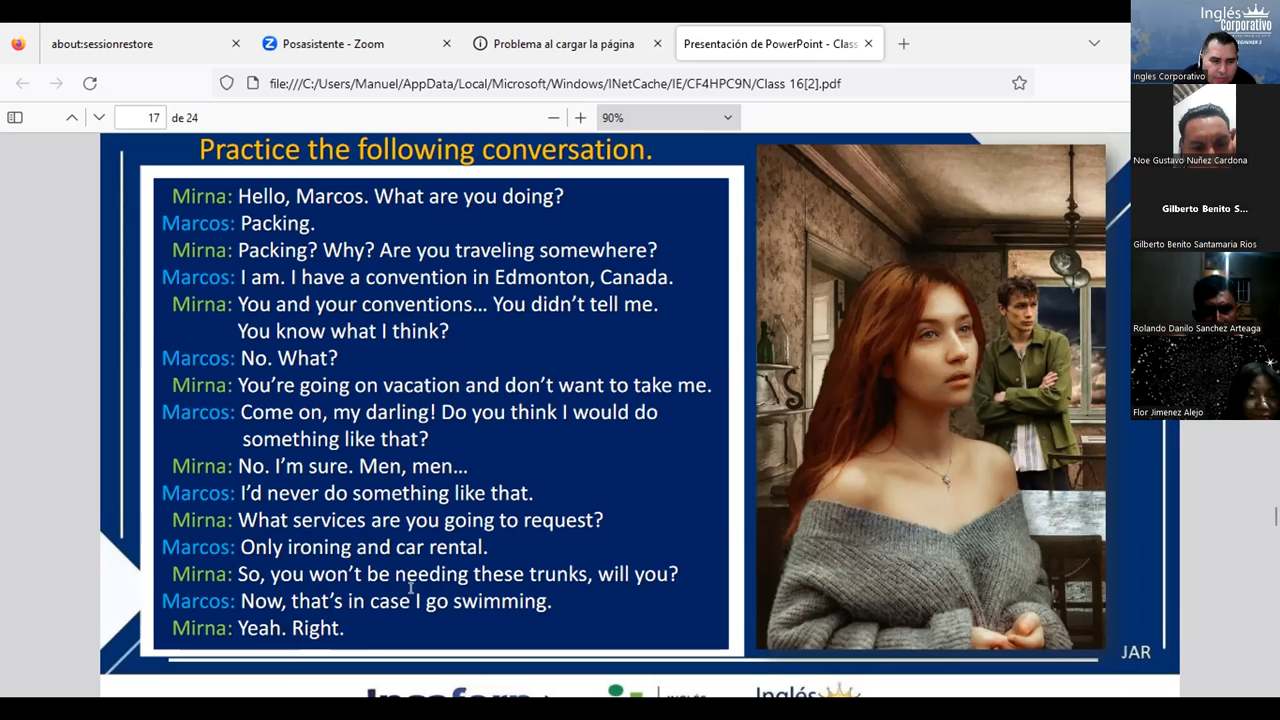 about:sessionrestore
Posasistente - Zoom
Problema al cargar la página
Presentación de PowerPoint - Class
file:///C:/Users/Manuel/AppData/Local/Microsoft/Windows/INetCache/IE/CF4HPC9N/Class 16[2].pdf
17 de 24
90%
Practice the following conversation.
Mirna: Hello, Marcos. What are you doing?
Marcos: Packing.
Mirna: Packing? Why? Are you traveling somewhere?
Marcos: I am. I have a convention in Edmonton, Canada.
Mirna: You and your conventions… You didn’t tell me.
You know what I think?
Marcos: No. What?
Mirna: You’re going on vacation and don’t want to take me.
Marcos: Come on, my darling! Do you think I would do
something like that?
Mirna: No. I’m sure. Men, men…
Marcos: I’d never do something like that.
Mirna: What services are you going to request?
Marcos: Only ironing and car rental.
Mirna: So, you won’t be needing these trunks, will you?
Marcos: Now, that’s in case I go swimming.
Mirna: Yeah. Right.
JAR
Inglés
Inglés
Corporativo
Ingles Corporativo
Noe Gustavo Nuñez Cardona
Gilberto Benito S...
Gilberto Benito Santamaria Rios
Rolando Danilo Sanchez Arteaga
Flor Jimenez Alejo